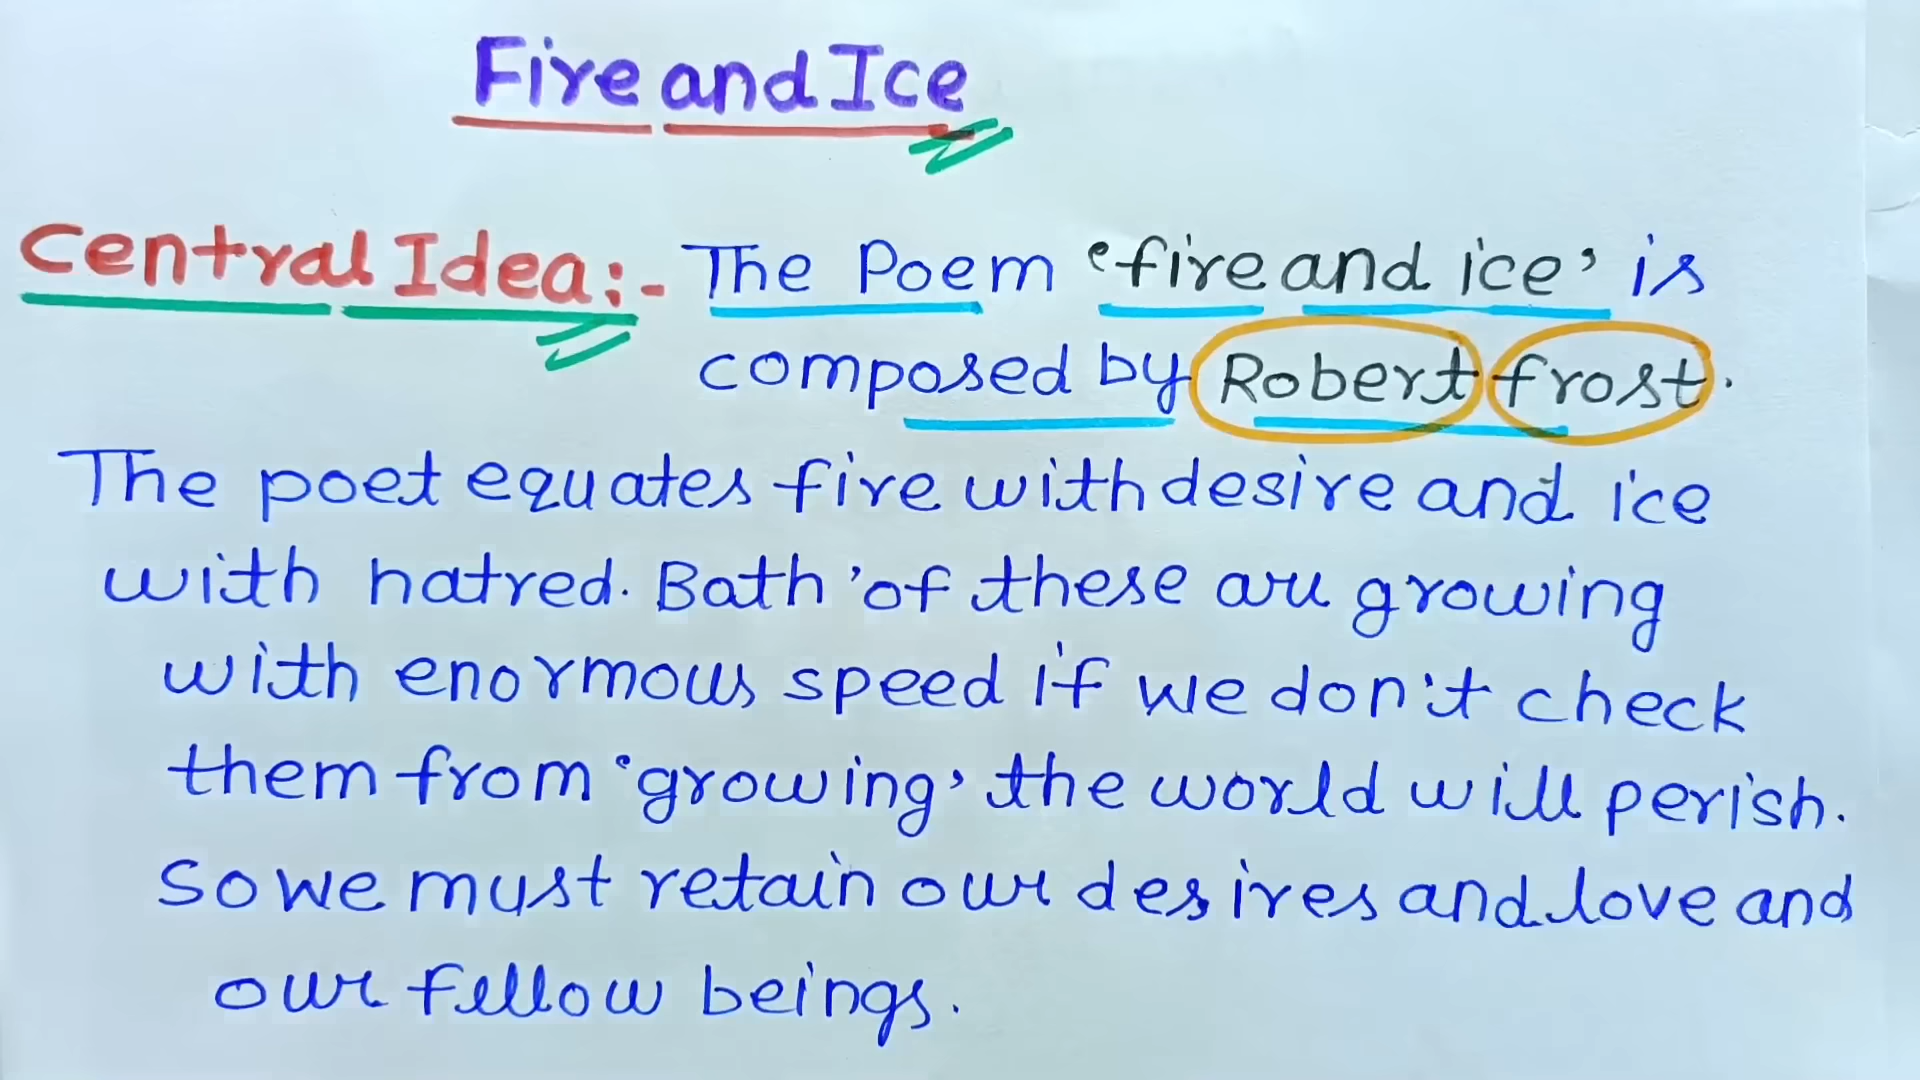 Fire and Ice
Central Idea:- The Poem 'fire and ice' is
composed by Robert frost.
The poet equates fire with desire and ice
with hatred. Bath 'of these are growing
with enormous speed if we don't check
them from 'growing' the world will perish.
So we must retain our desires and love and
our fellow beings.